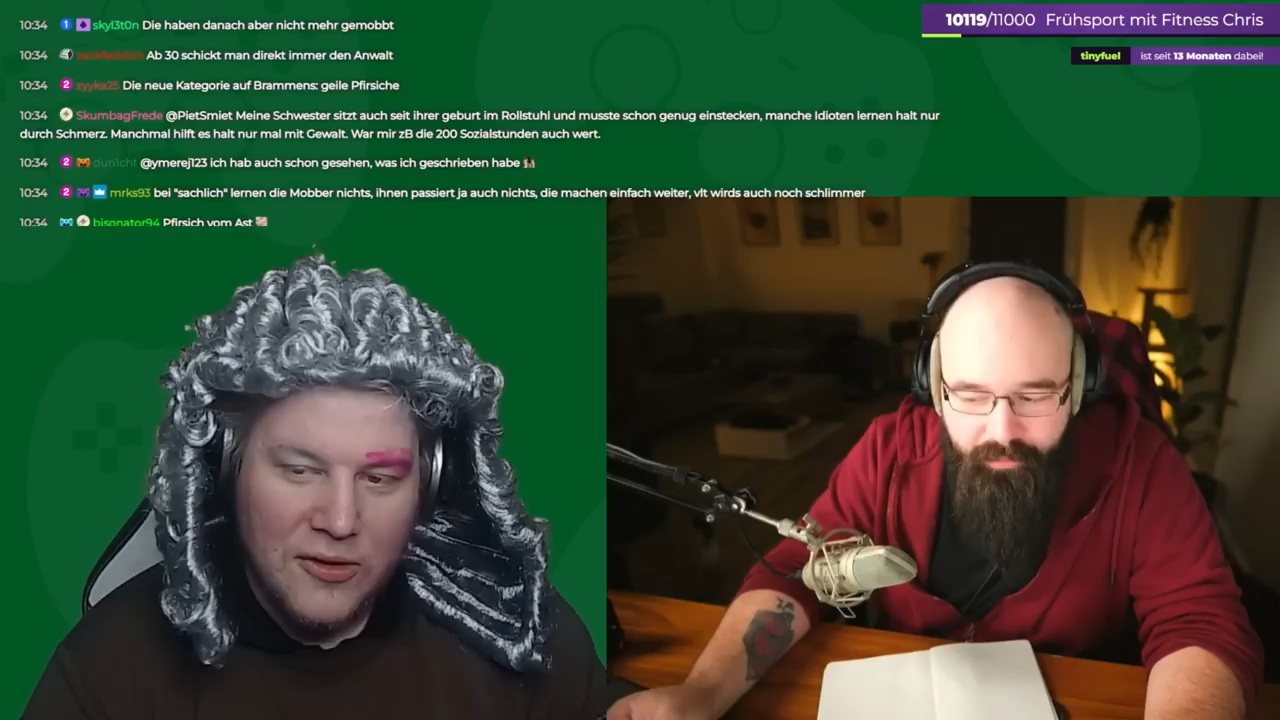 10:34 1 skyl3t0n Die haben danach aber nicht mehr gemobbt
10119/11000 Frühsport mit Fitness Chris
10:34 Ab 30 schickt man direkt immer den Anwalt
tinyfuel ist seit 13 Monaten dabei!
10:34 2 zyyka25 Die neue Kategorie auf Brammens: geile Pfirsiche
10:34 SkumbagFrede @PietSmiet Meine Schwester sitzt auch seit ihrer geburt im Rollstuhl und musste schon genug einstecken, manche Idioten lernen halt nur
durch Schmerz. Manchmal hilft es halt nur mal mit Gewalt. War mir zB die 200 Sozialstunden auch wert.
10:34 2 dun1cht @ymerej123 ich hab auch schon gesehen, was ich geschrieben habe
10:34 2 mrks93 bei "sachlich" lernen die Mobber nichts, ihnen passiert ja auch nichts, die machen einfach weiter, vlt wirds auch noch schlimmer
10:34 bisonator94 Pfirsich vom Ast